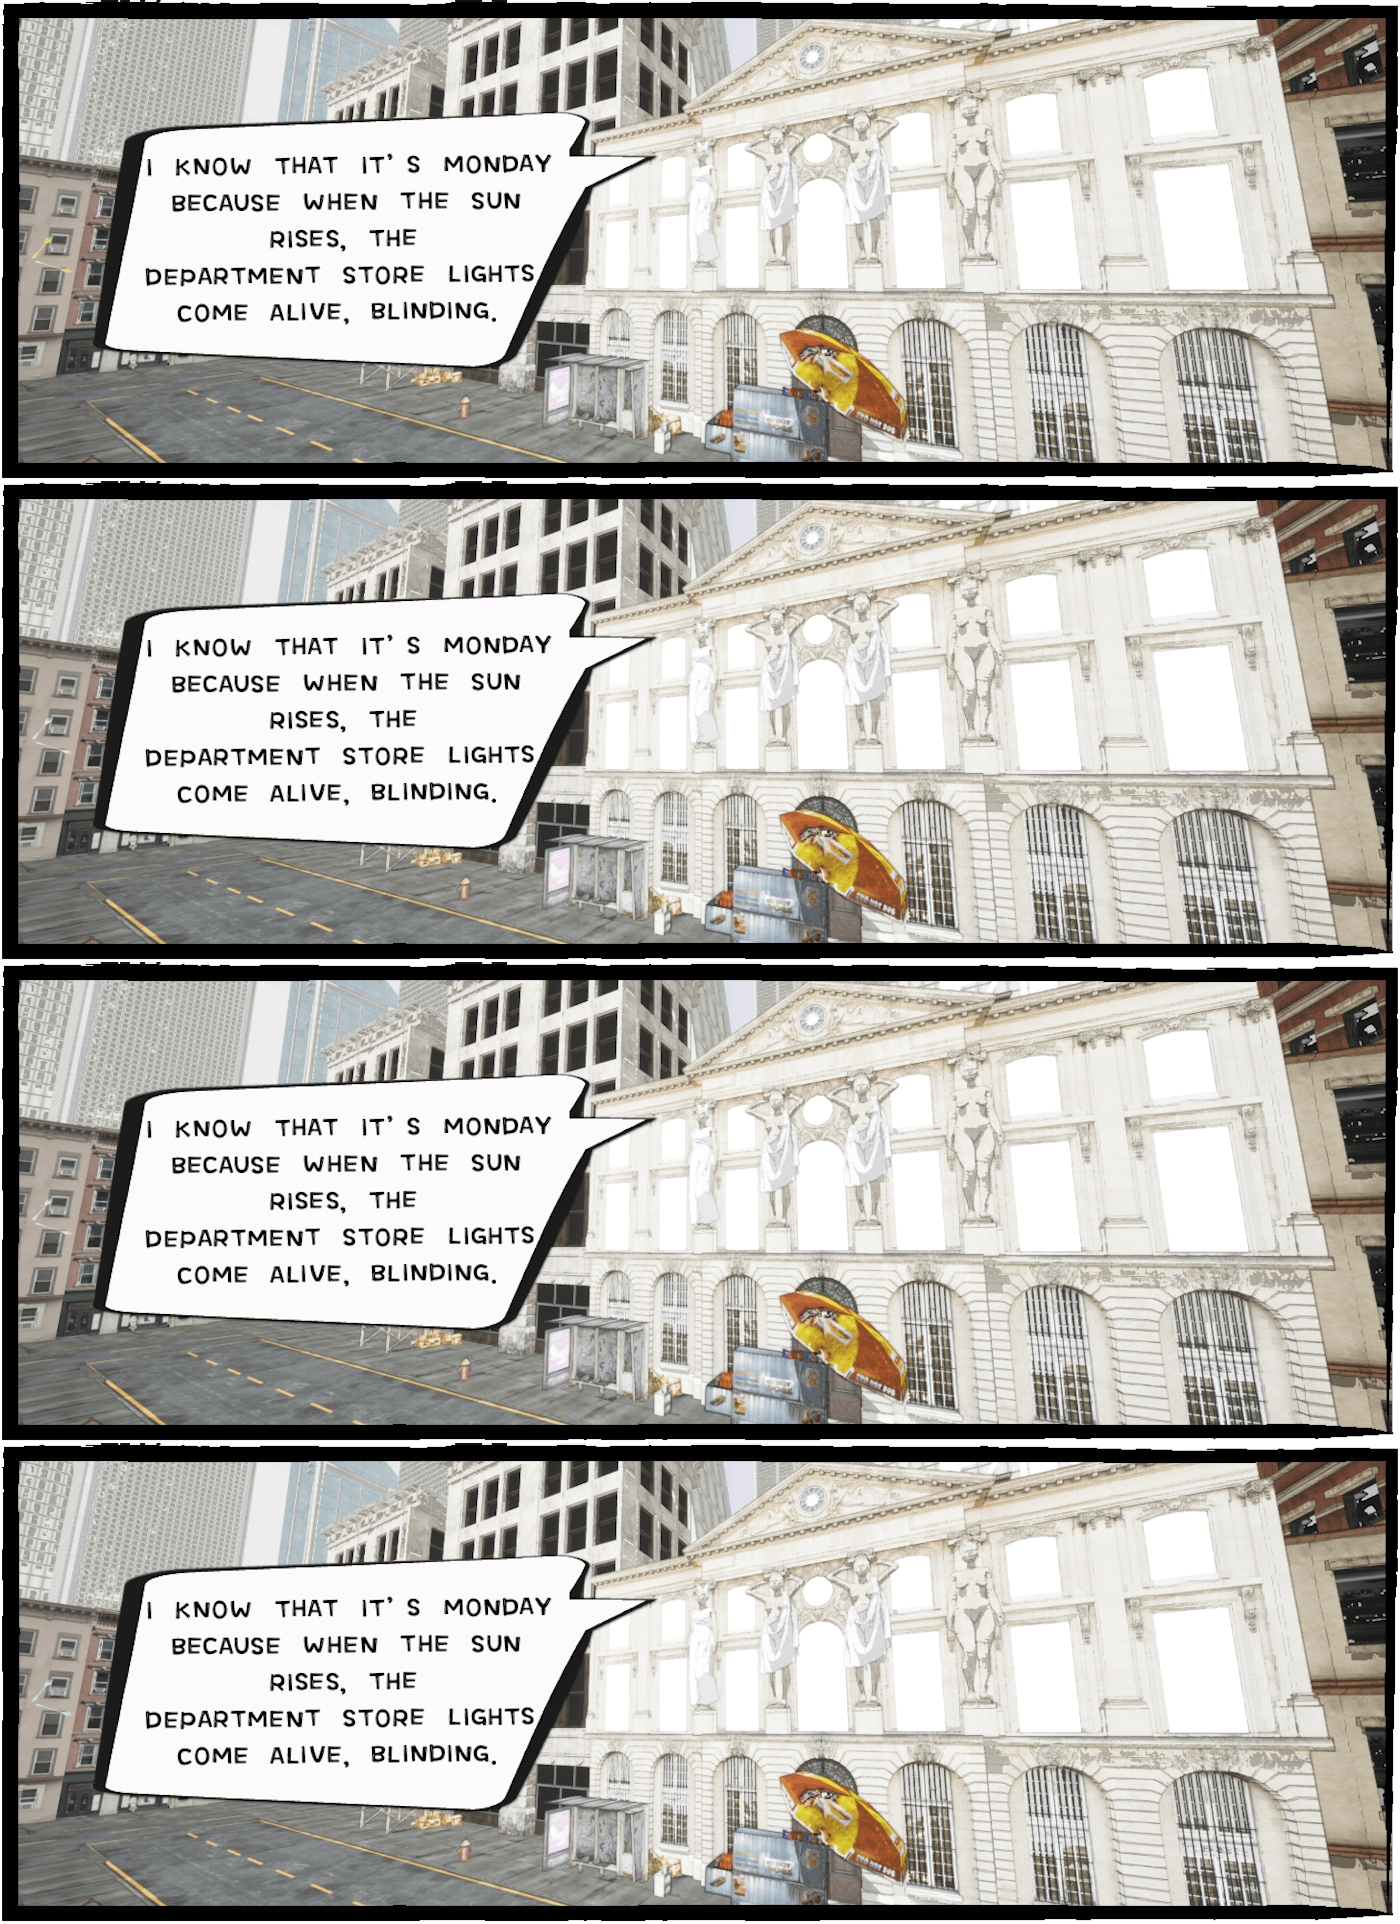 I KNOW THAT IT'S MONDAY
BECAUSE WHEN THE SUN
RISES, THE
DEPARTMENT STORE LIGHTS
COME ALIVE, BLINDING.
I KNOW THAT IT'S MONDAY
BECAUSE WHEN THE SUN
RISES, THE
DEPARTMENT STORE LIGHTS
COME ALIVE, BLINDING.
I KNOW THAT IT'S MONDAY
BECAUSE WHEN THE SUN
RISES, THE
DEPARTMENT STORE LIGHTS
COME ALIVE, BLINDING.
I KNOW THAT IT'S MONDAY
BECAUSE WHEN THE SUN
RISES, THE
DEPARTMENT STORE LIGHTS
COME ALIVE, BLINDING.